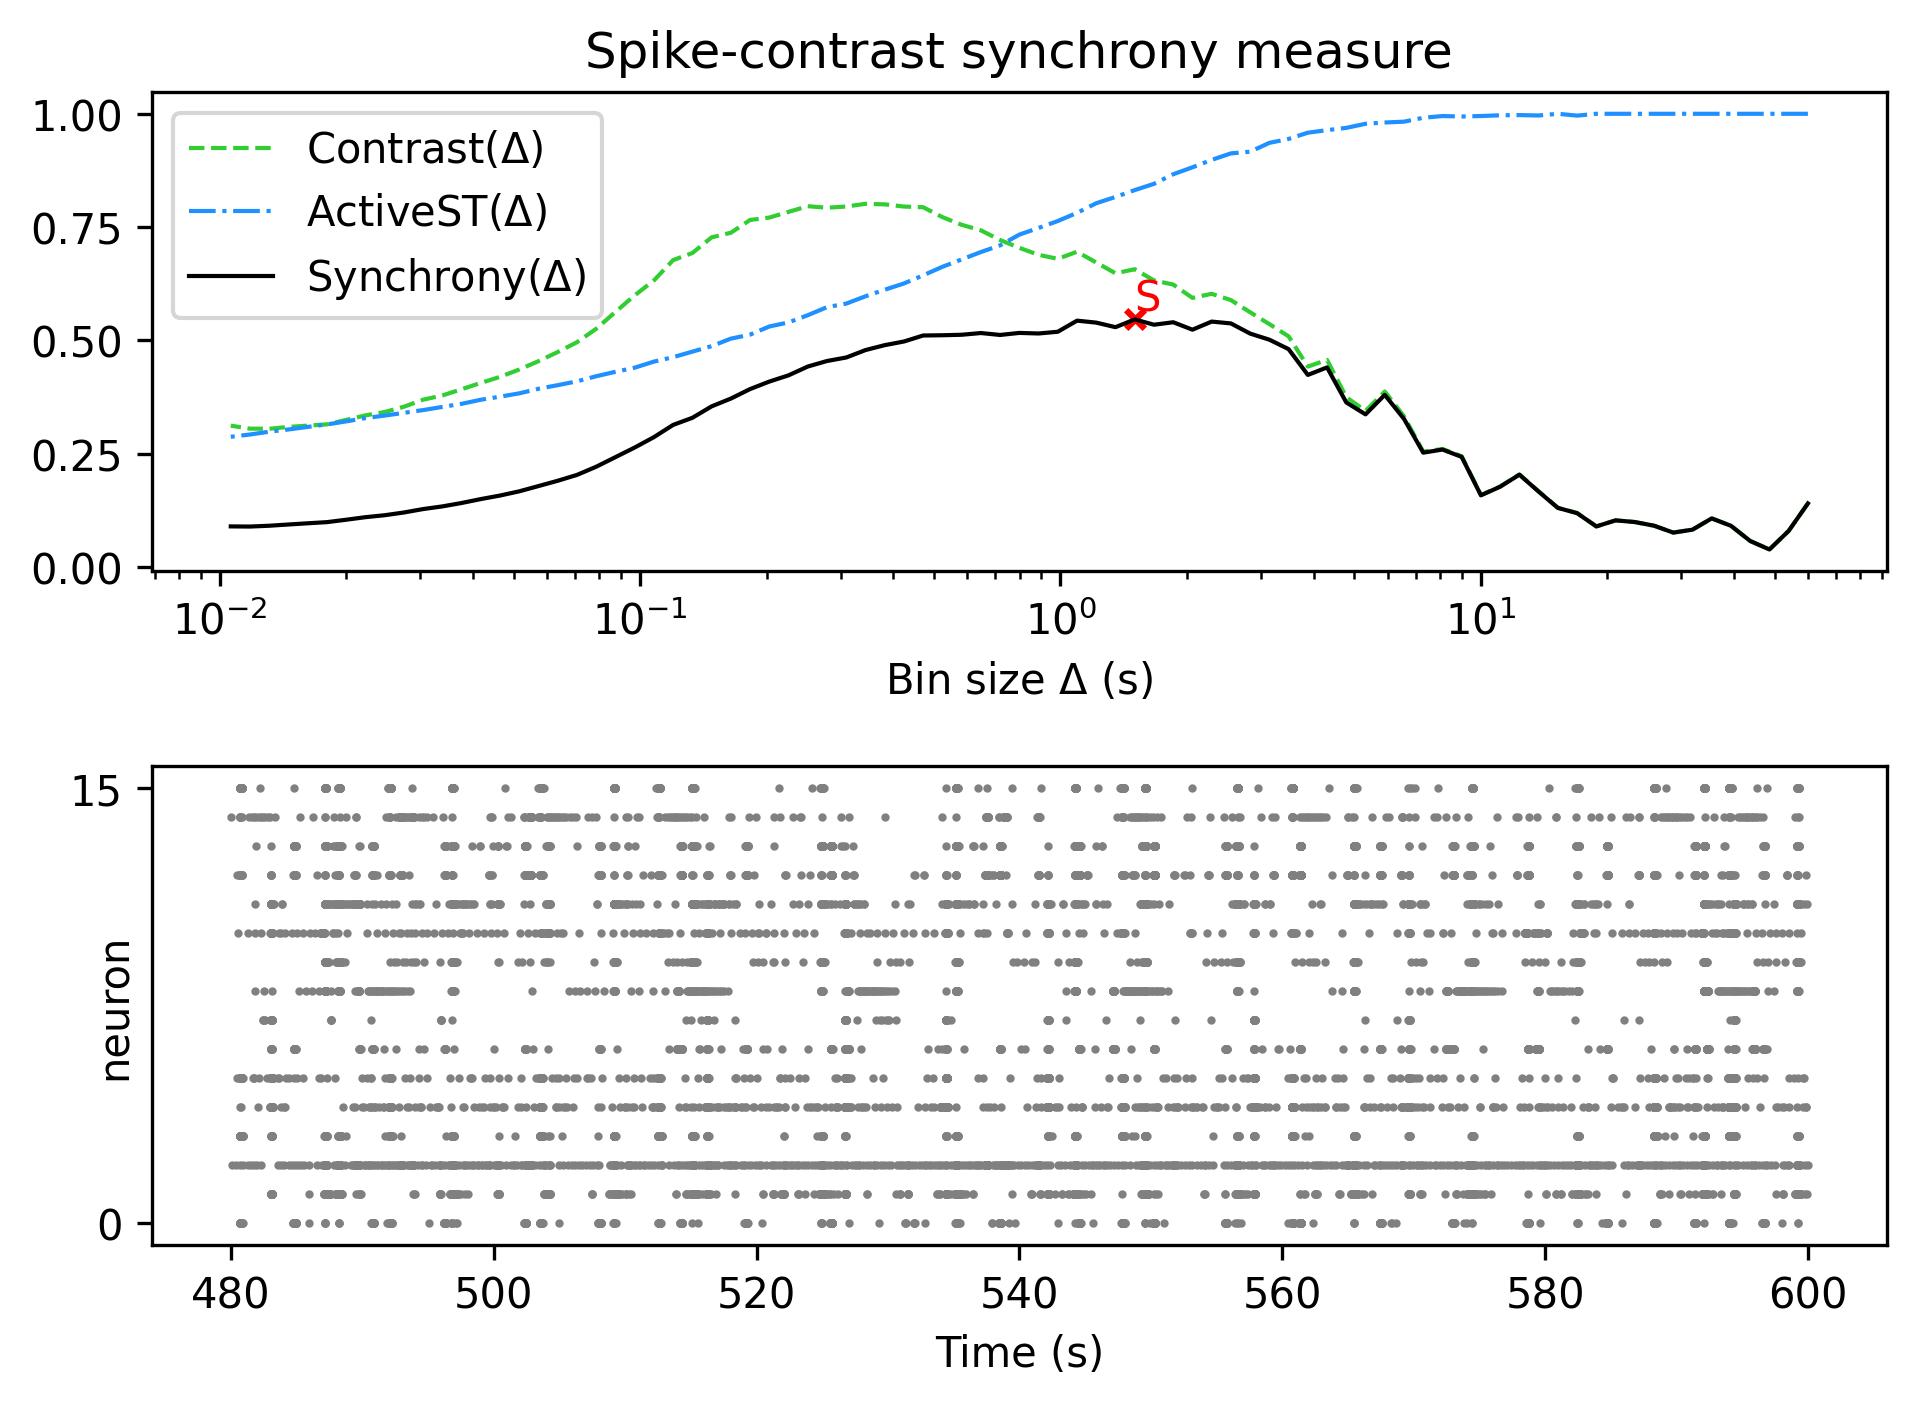 Spike-contrast synchrony measure
1.00
0.75
0.50
0.25
0.00
Contrast(Δ)
ActiveST(Δ)
Synchrony(Δ)
S
10⁻² 10⁻¹ 10⁰ 10¹
Bin size Δ (s)
15
0
neuron
480 500 520 540 560 580 600
Time (s)